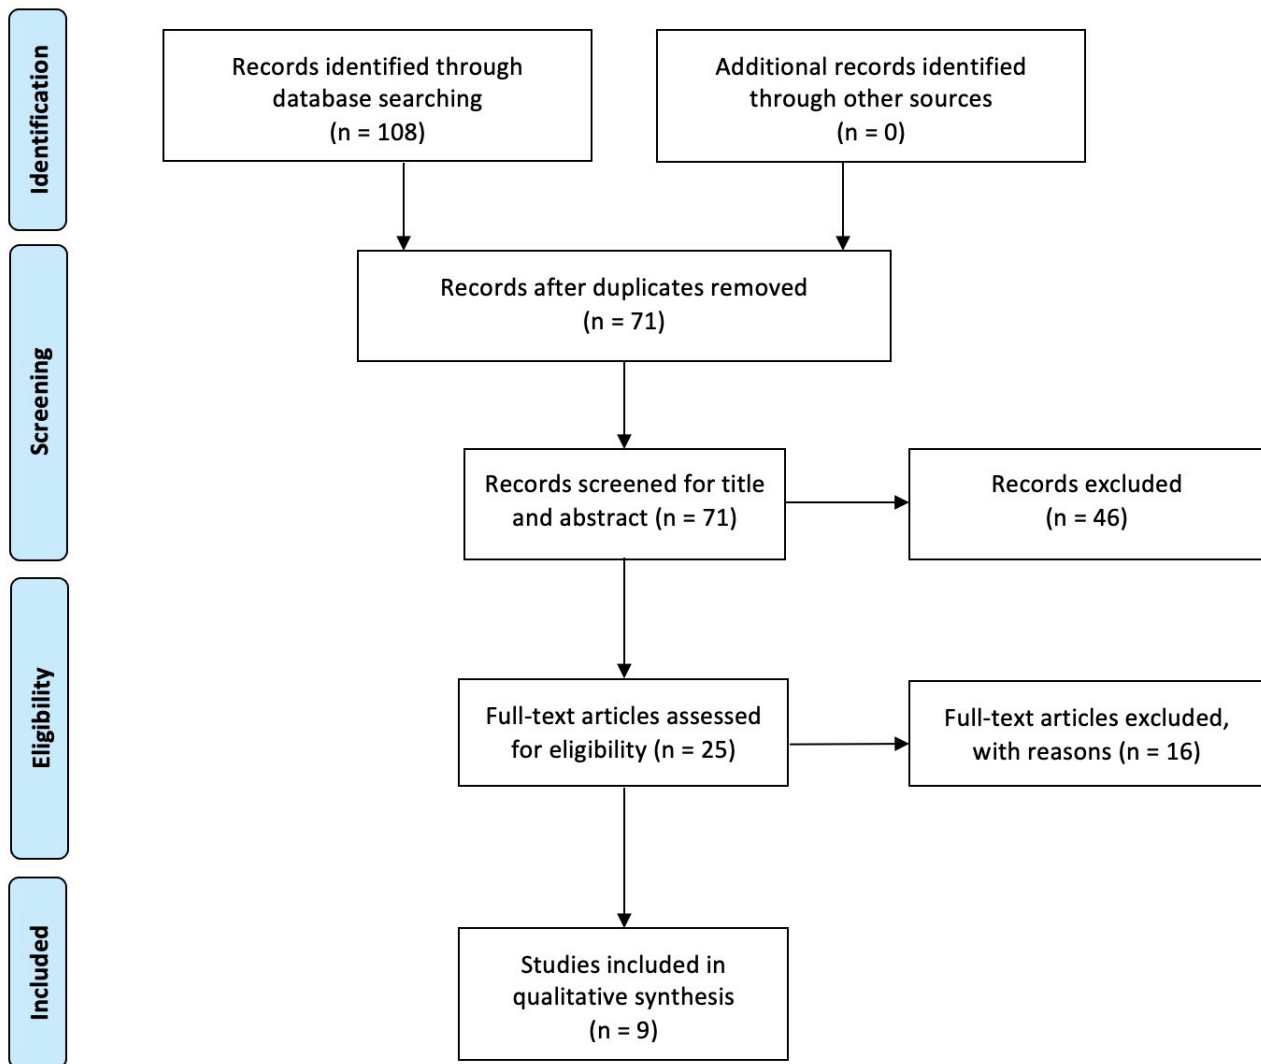 Identification
Records identified through
database searching
(n = 108)
Additional records identified
through other sources
(n = 0)
Screening
Records after duplicates removed
(n = 71)
Records screened for title
and abstract (n = 71)
Records excluded
(n = 46)
Eligibility
Full-text articles assessed
for eligibility (n = 25)
Full-text articles excluded,
with reasons (n = 16)
Included
Studies included in
qualitative synthesis
(n = 9)